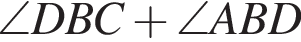 ∠DBC + ∠ABD